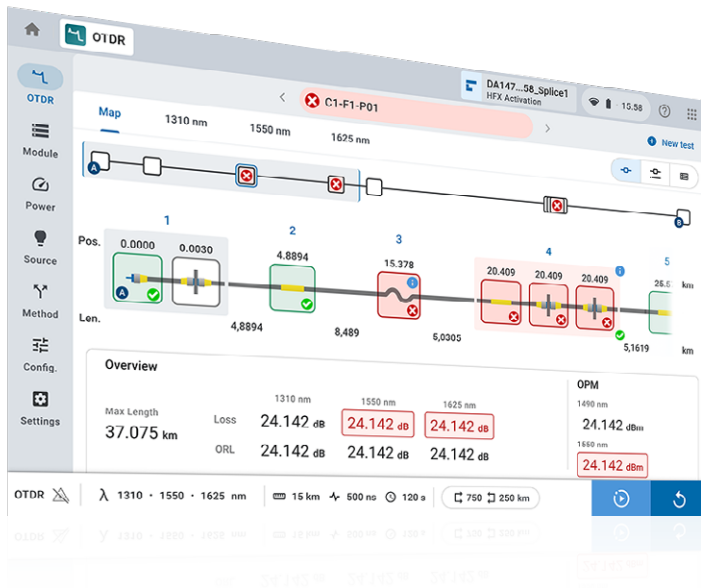 OTDR
DA147...58_Splice1
HFX Activation
15.58
OTDR
C1-F1-P01
New test
Map
1310 nm
1550 nm
1625 nm
Module
A
B
Power
1
2
3
4
5
Pos.
0.0000
0.0030
4.8894
15.378
20.409
20.409
20.409
km
Source
A
Method
Len.
4,8894
8,489
5,0305
5,1619
km
Config.
Overview
OPM
Settings
1310 nm
1550 nm
1625 nm
1490 nm
Max Length
37.075 km
Loss
24.142 dB
24.142 dB
24.142 dB
24.142 dBm
ORL
24.142 dB
24.142 dB
24.142 dB
24.142 dBm
OTDR
λ 1310 · 1550 · 1625 nm
15 km
500 ns
120 s
750
250 km